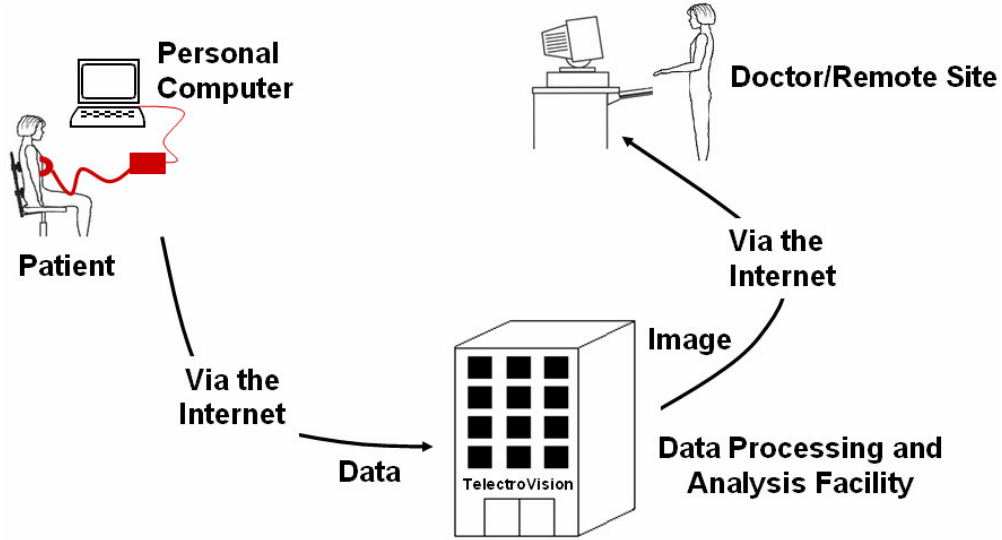 Personal
Computer
Doctor/Remote Site
Patient
Via the
Internet
Via the
Internet
Image
Data
TelectroVision
Data Processing and
Analysis Facility